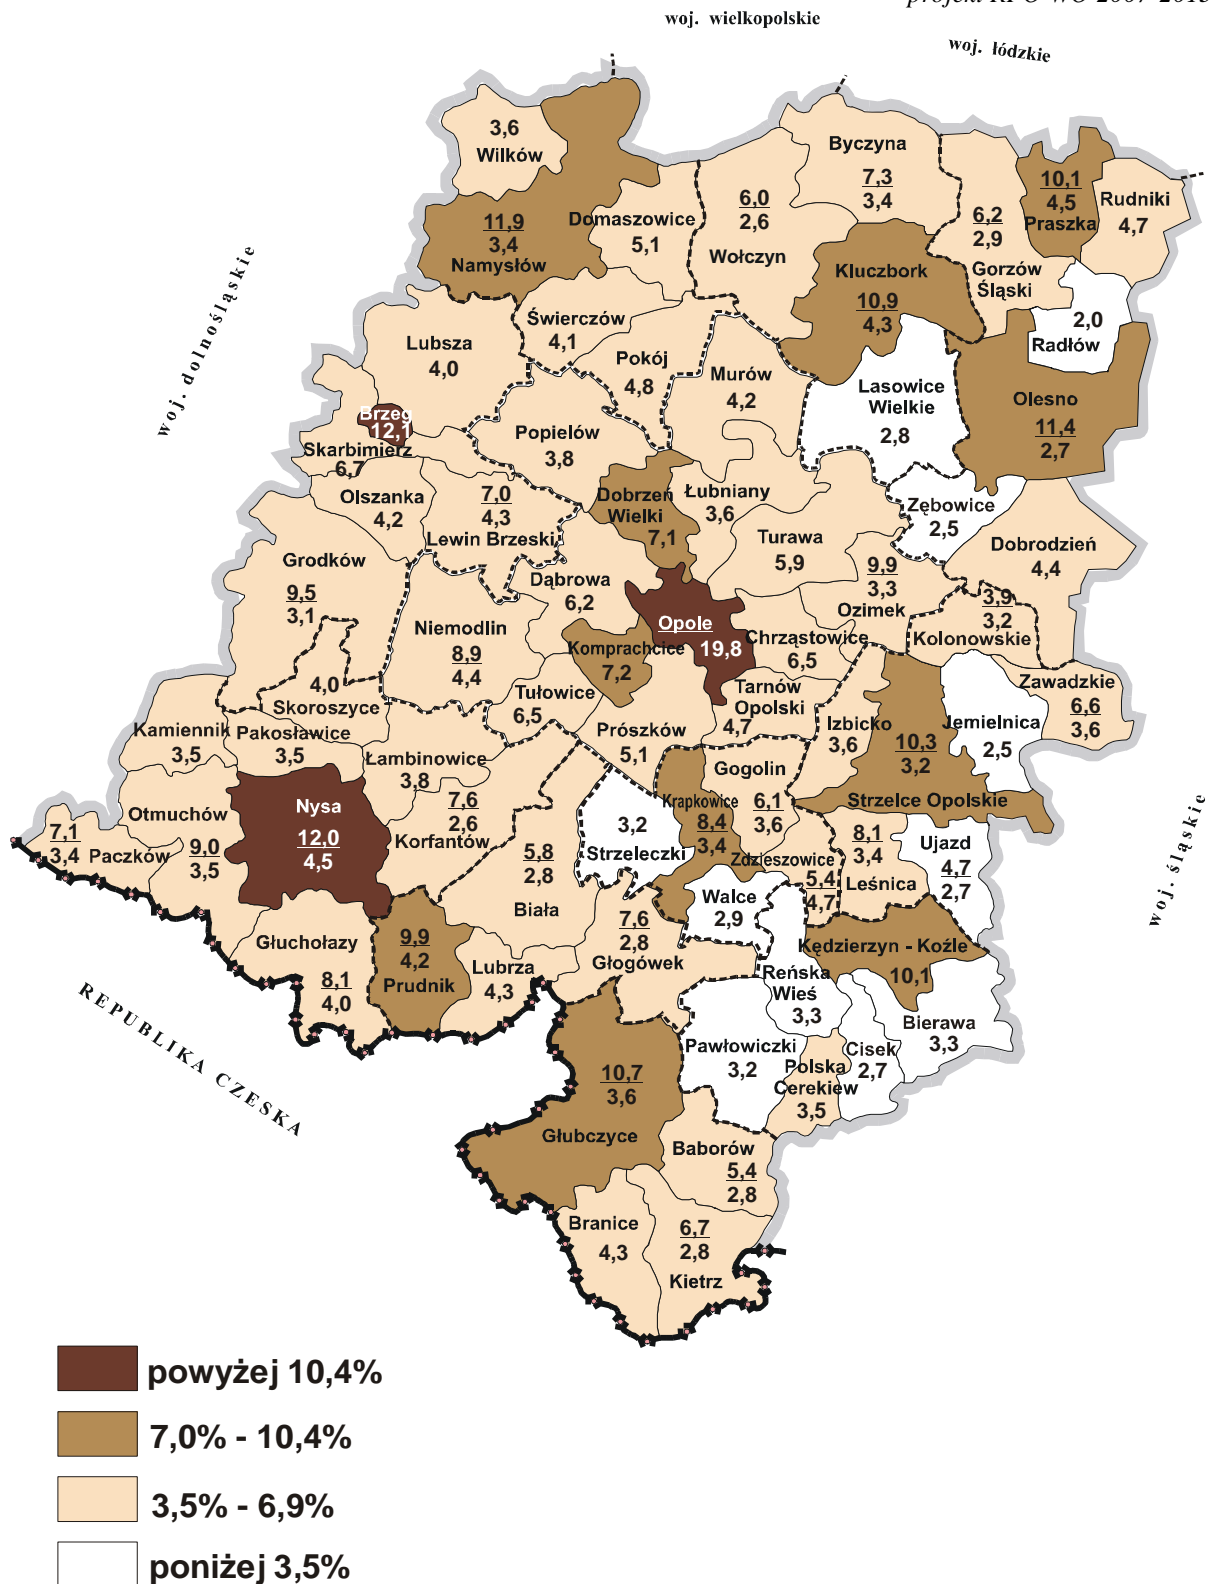 woj. wielkopolskie
woj. łódzkie
3,6
Wilków
Byczyna
7,3
3,4
10,1
4,5
Praszka
Rudniki
4,7
11,9
3,4
Namysłów
Domaszowice
5,1
6,0
2,6
Wołczyn
6,2
2,9
Gorzów
Śląski
Kluczbork
10,9
4,3
2,0
Radłów
woj. dolnośląskie
Lubsza
4,0
Świerczów
4,1
Pokój
4,8
Murów
4,2
Lasowice
Wielkie
2,8
Olesno
11,4
2,7
Brzeg
12,1
Skarbimierz
6,7
Popielów
3,8
Olszanka
4,2
7,0
4,3
Lewin Brzeski
Dobrzeń
Wielki
7,1
Łubniany
3,6
Turawa
5,9
Zębowice
2,5
Dobrodzień
4,4
Grodków
9,5
3,1
Dąbrowa
6,2
9,9
3,3
Ozimek
3,9
3,2
Kolonowskie
Niemodlin
8,9
4,4
Opole
19,8
Komprachcice
7,2
Chrząstowice
6,5
4,0
Skoroszyce
Tułowice
6,5
Tarnów
Opolski
4,7
Zawadzkie
6,6
3,6
Kamiennik
3,5
Pakosławice
3,5
Prószków
5,1
Izbicko
3,6
10,3
3,2
Strzelce Opolskie
Jemielnica
2,5
Łambinowice
3,8
Gogolin
6,1
3,6
Otmuchów
9,0
3,5
Nysa
12,0
4,5
7,6
2,6
Korfantów
3,2
Strzeleczki
Krapkowice
8,4
3,4
7,1
3,4
Paczków
Zdzieszowice
5,4
4,7
8,1
3,4
Leśnica
Ujazd
4,7
2,7
woj. śląskie
5,8
2,8
Biała
Walce
2,9
Głuchołazy
8,1
4,0
9,9
4,2
Prudnik
Lubrza
4,3
7,6
2,8
Głogówek
Kędzierzyn - Koźle
10,1
Reńska
Wieś
3,3
REPUBLIKA CZESKA
Pawłowiczki
3,2
Polska
Cerekiew
3,5
Cisek
2,7
Bierawa
3,3
10,7
3,6
Głubczyce
Baborów
5,4
2,8
Branice
4,3
6,7
2,8
Kietrz
powyżej 10,4%
7,0% - 10,4%
3,5% - 6,9%
poniżej 3,5%